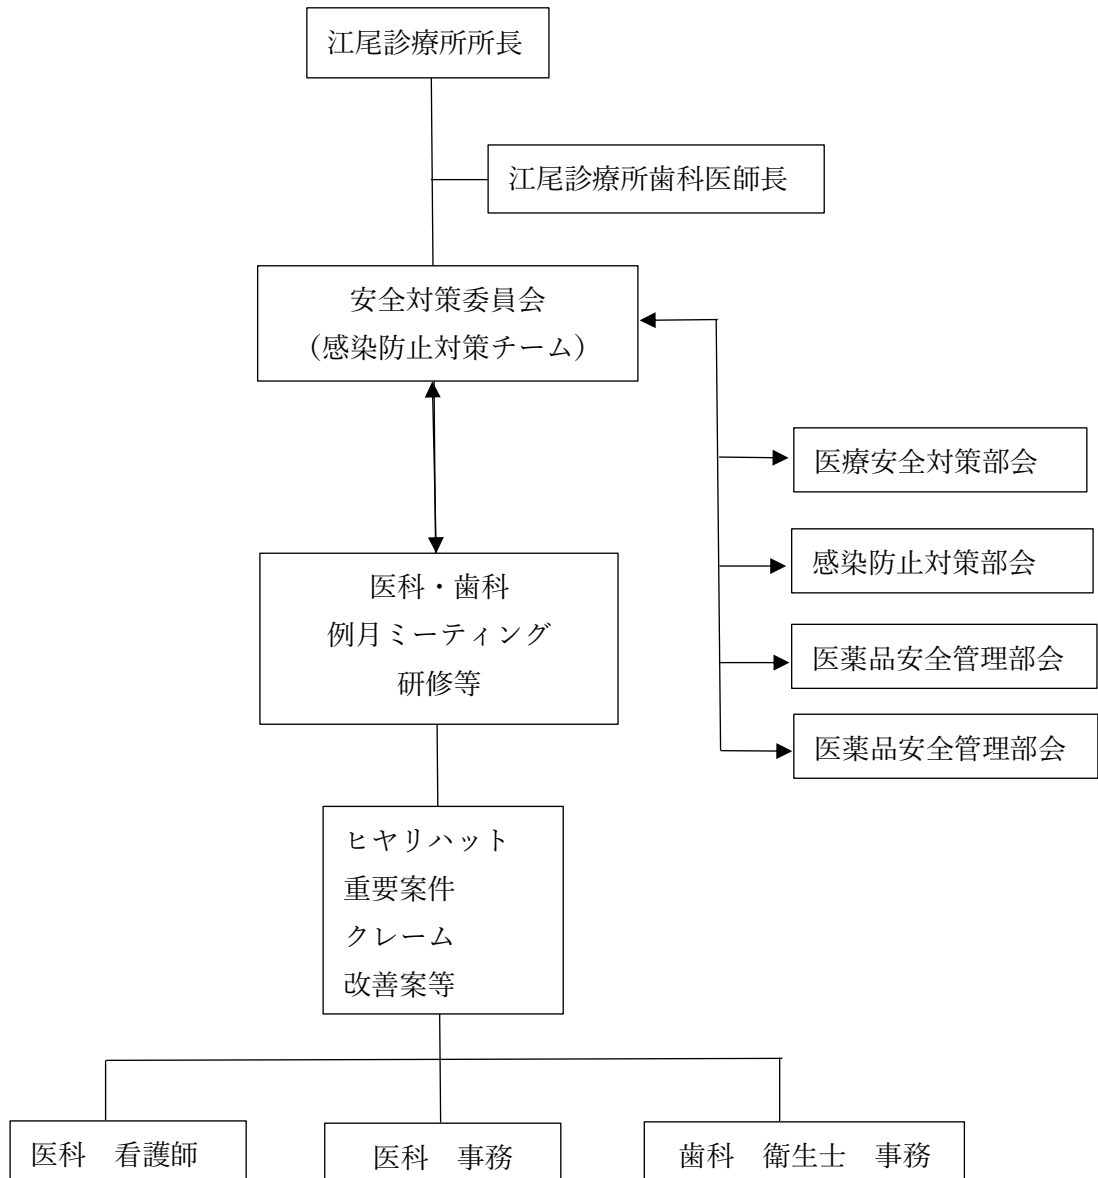 江尾診療所所長
江尾診療所歯科医師長
安全対策委員会
（感染防止対策チーム）
医療安全対策部会
感染防止対策部会
医薬品安全管理部会
医薬品安全管理部会
医科・歯科
例月ミーティング
研修等
ヒヤリハット
重要案件
クレーム
改善案等
医科　看護師
医科　事務
歯科　衛生士　事務